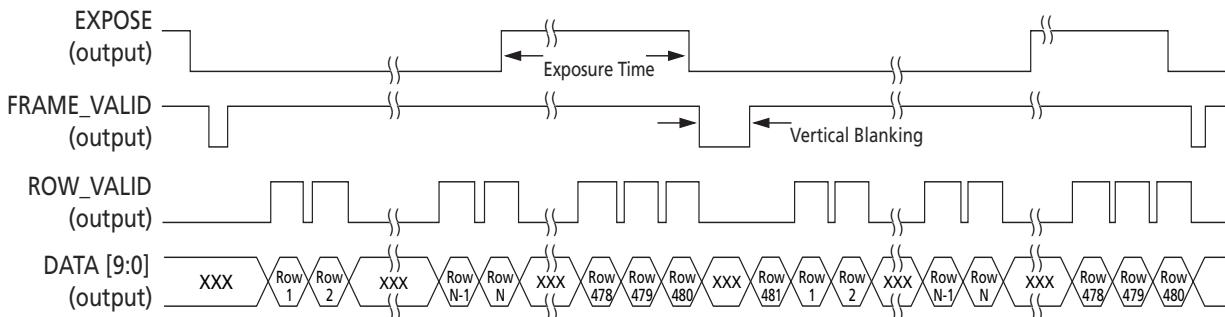 EXPOSE
(output)
Exposure Time
FRAME_VALID
(output)
Vertical Blanking
ROW_VALID
(output)
DATA [9:0]
(output)
XXX
Row 1
Row 2
XXX
Row N-1
Row N
XXX
Row 478
Row 479
Row 480
XXX
Row 481
Row 1
Row 2
XXX
Row N-1
Row N
XXX
Row 478
Row 479
Row 480